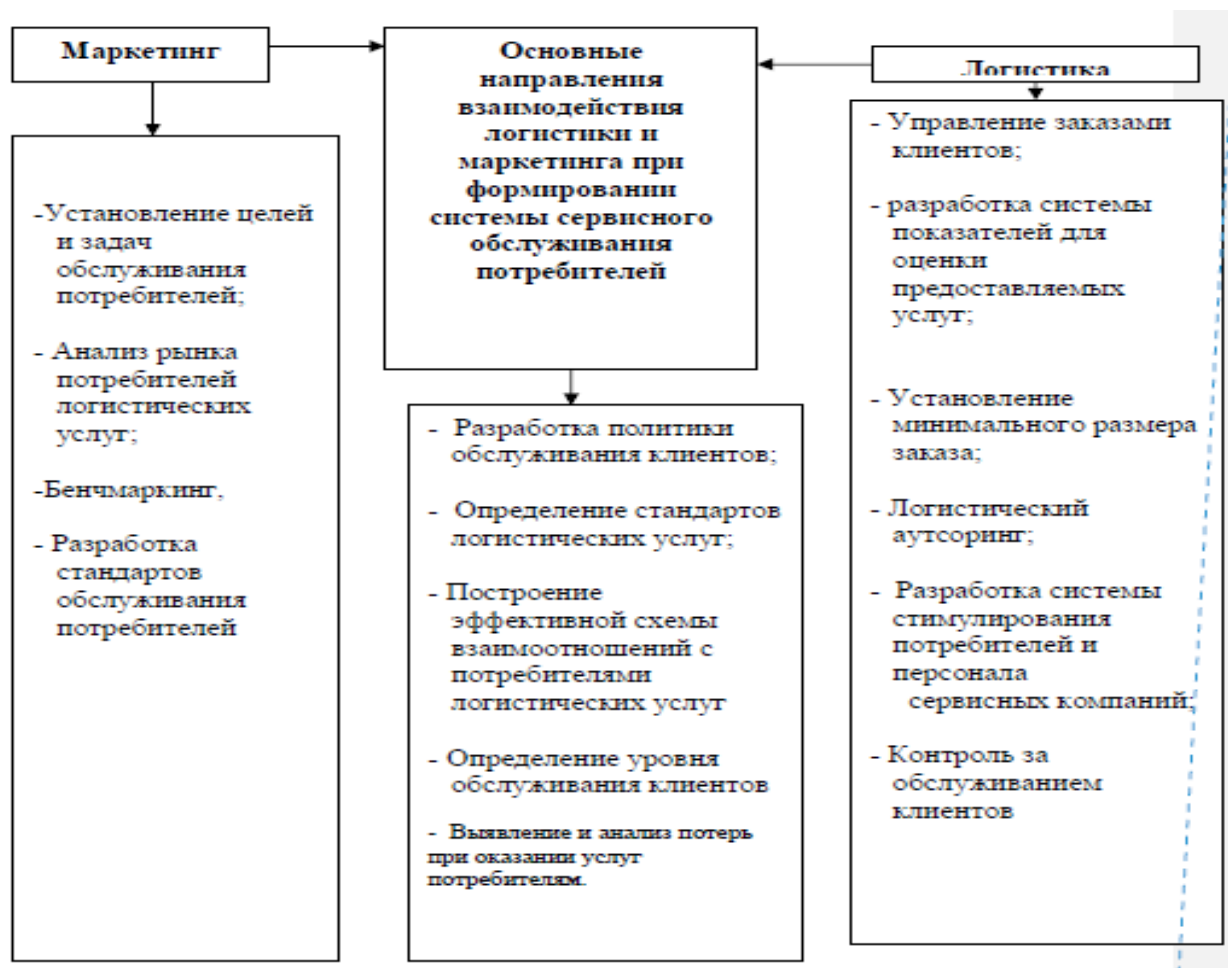 Маркетинг
-Установление целей
и задач
обслуживания
потребителей;
- Анализ рынка
потребителей
логистических
услуг;
-Бенчмаркинг,
- Разработка
стандартов
обслуживания
потребителей
Основные
направления
взаимодействия
логистики и
маркетинга при
формировании
системы сервисного
обслуживания
потребителей
- Разработка политики
обслуживания клиентов;
- Определение стандартов
логистических услуг;
- Построение
эффективной схемы
взаимоотношений с
потребителями
логистических услуг
- Определение уровня
обслуживания клиентов
- Выявление и анализ потерь
при оказании услуг
потребителям.
Логистика
- Управление заказами
клиентов;
- разработка системы
показателей для
оценки
предоставляемых
услуг;
- Установление
минимального размера
заказа;
- Логистический
аутсоринг;
- Разработка системы
стимулирования
потребителей и
персонала
сервисных компаний;
- Контроль за
обслуживанием
клиентов